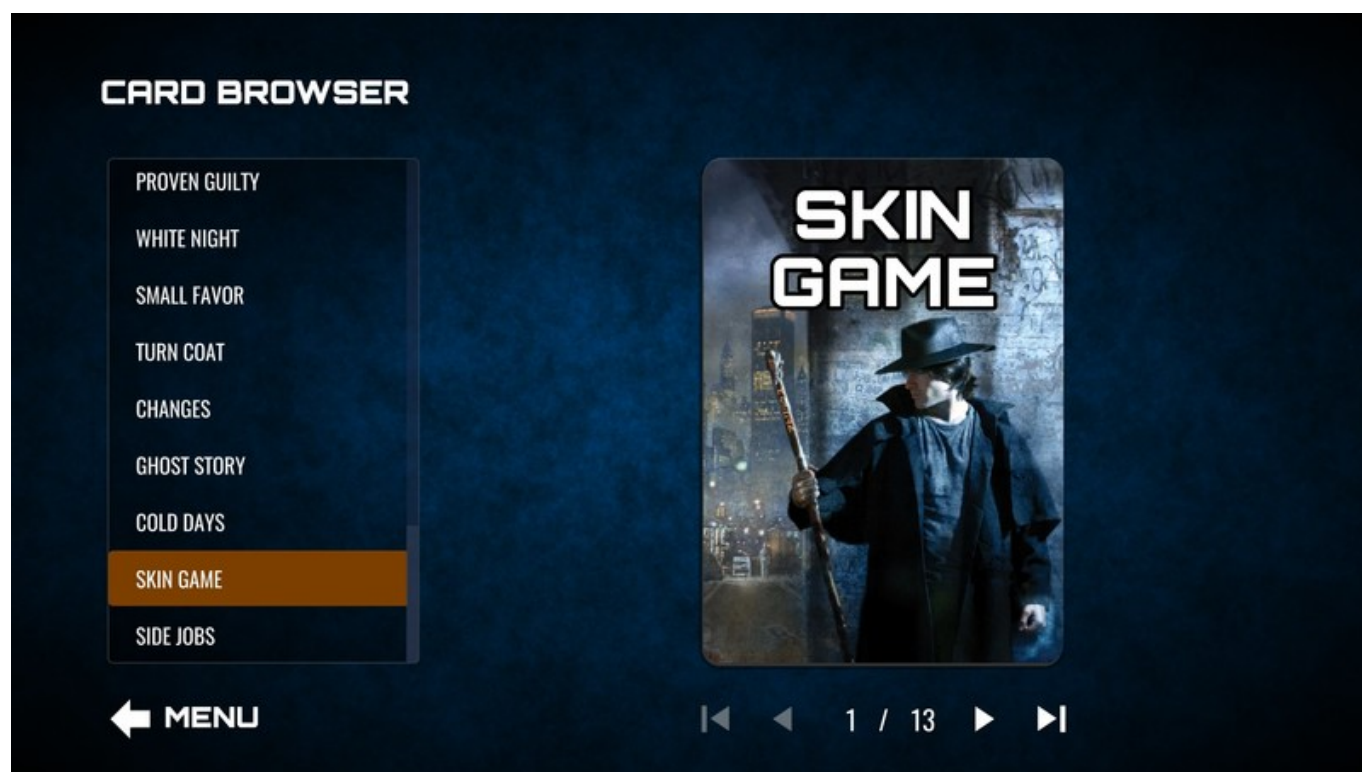 CARD BROWSER
PROVEN GUILTY
WHITE NIGHT
SMALL FAVOR
TURN COAT
CHANGES
GHOST STORY
COLD DAYS
SKIN GAME
SIDE JOBS
MENU
SKIN
GAME
1 / 13